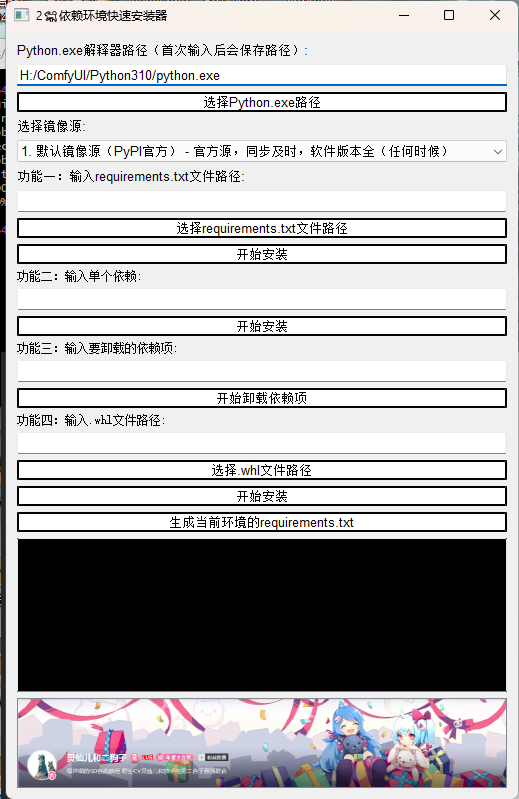 2 依赖环境快速安装器
Python.exe解释器路径（首次输入后会保存路径）:
H:/ComfyUI/Python310/python.exe
选择Python.exe路径
选择镜像源:
1. 默认镜像源（PyPI官方） - 官方源，同步及时，软件版本全（任何时候）
功能一：输入requirements.txt文件路径:
选择requirements.txt文件路径
开始安装
功能二：输入单个依赖:
开始安装
功能三：输入要卸载的依赖项:
开始卸载依赖项
功能四：输入.whl文件路径:
选择.whl文件路径
开始安装
生成当前环境的requirements.txt
灵仙儿和二狗子